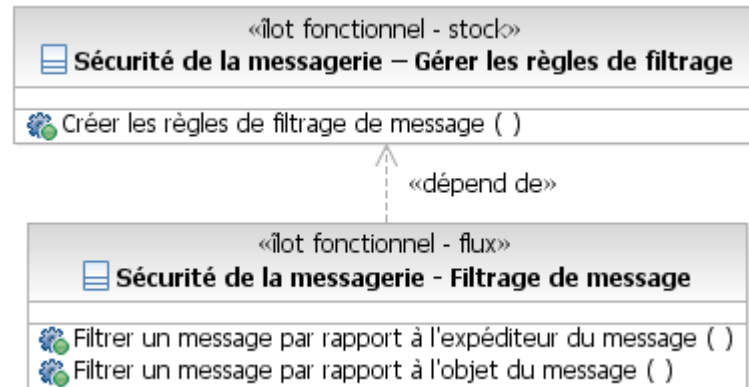 «îlot fonctionnel - stock»
Sécurité de la messagerie – Gérer les règles de filtrage
Créer les règles de filtrage de message ( )
«dépend de»
«îlot fonctionnel - flux»
Sécurité de la messagerie - Filtrage de message
Filtrer un message par rapport à l'expéditeur du message ( )
Filtrer un message par rapport à l'objet du message ( )